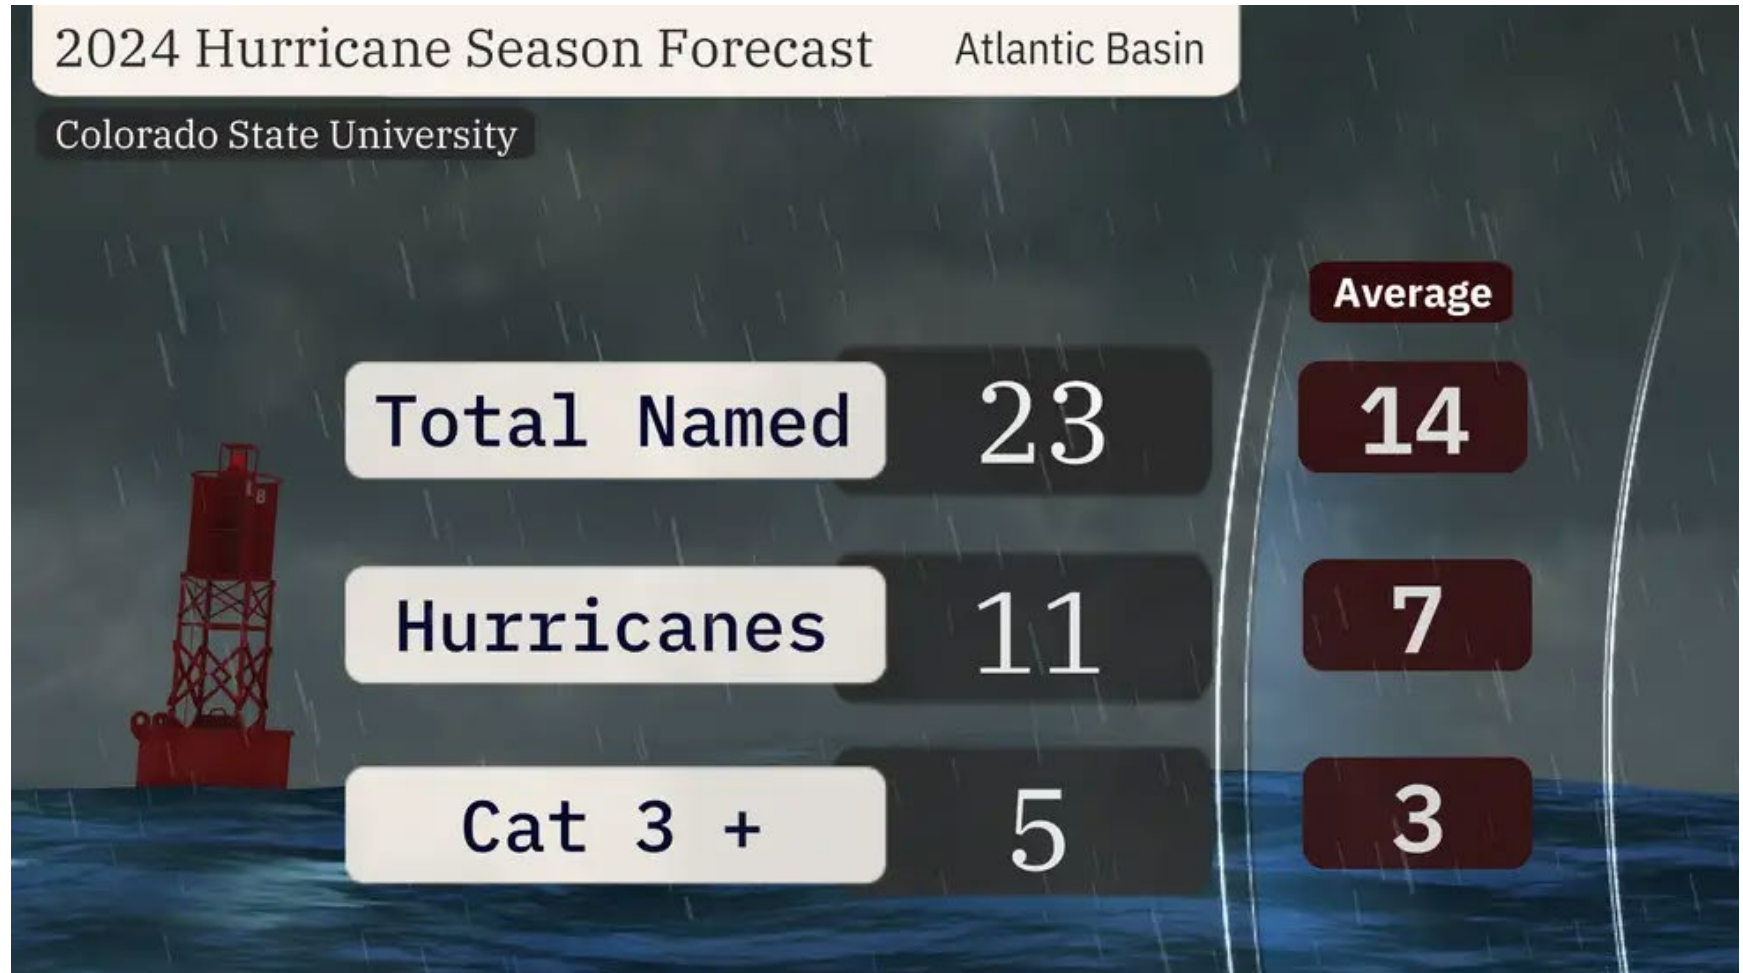 2024 Hurricane Season Forecast Atlantic Basin
Colorado State University
Average
Total Named 23 14
Hurricanes 11 7
Cat 3 + 5 3